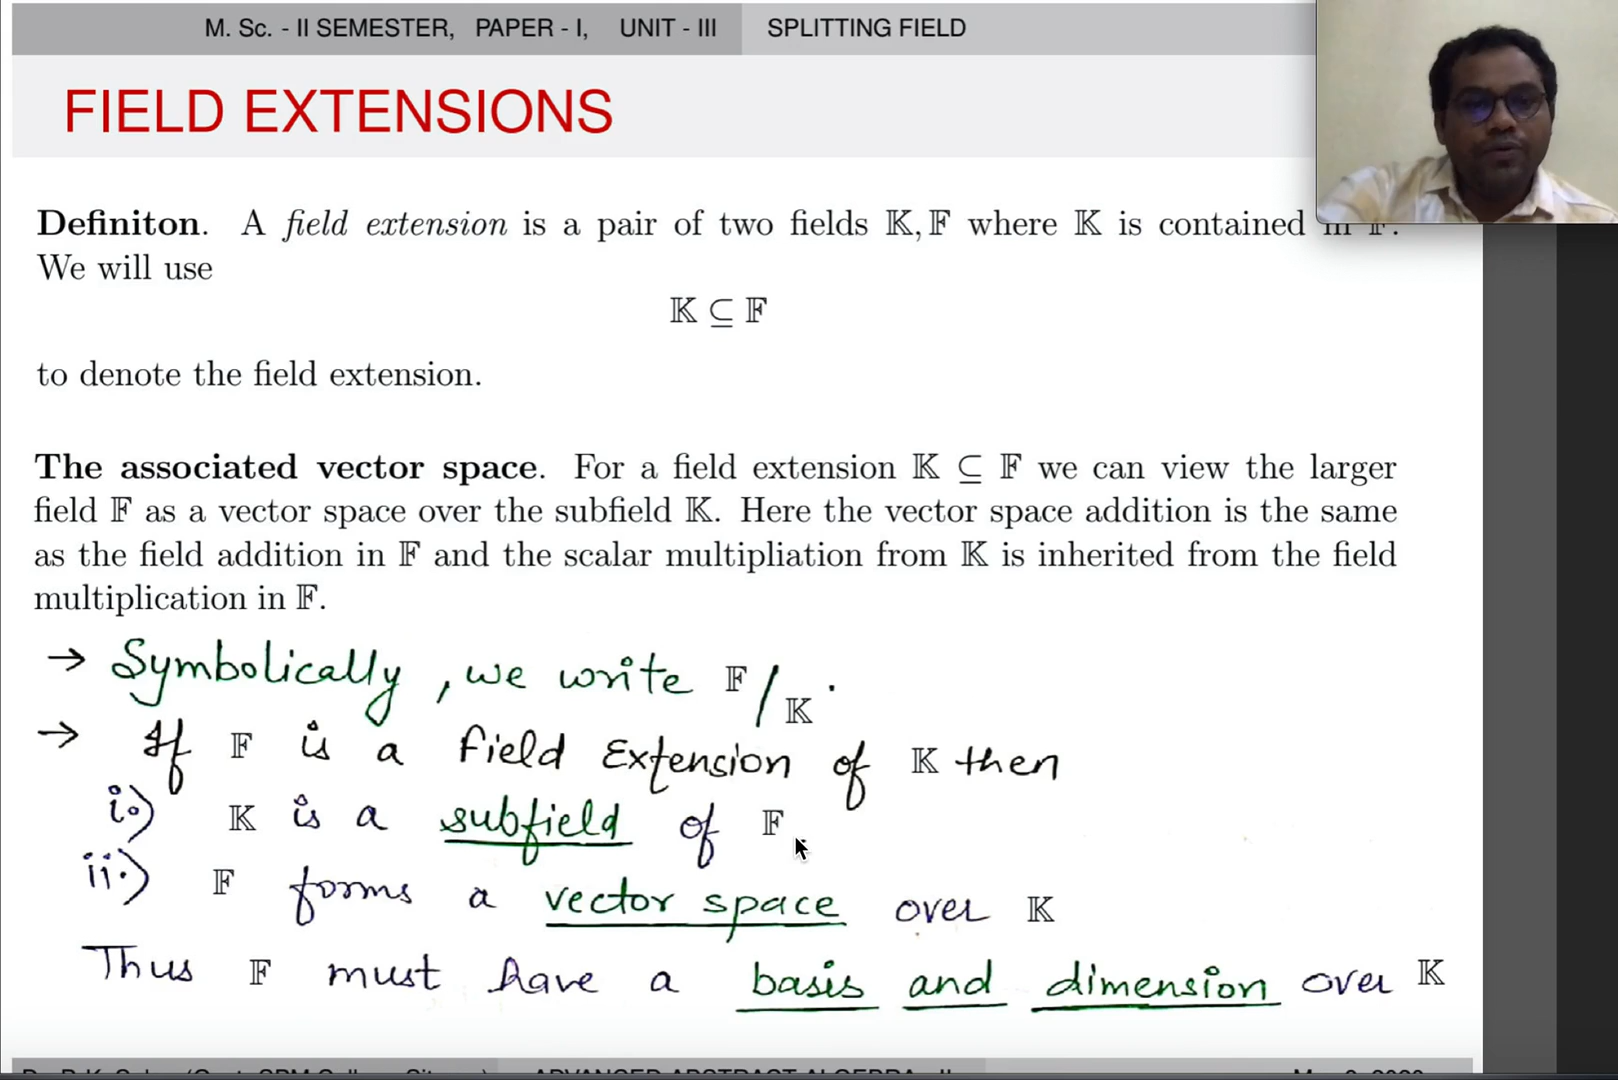 M. Sc. - II SEMESTER, PAPER - I, UNIT - III SPLITTING FIELD
FIELD EXTENSIONS
Definiton. A field extension is a pair of two fields 𝕂, 𝔽 where 𝕂 is contained in 𝔽.
We will use
𝕂 ⊆ 𝔽
to denote the field extension.
The associated vector space. For a field extension 𝕂 ⊆ 𝔽 we can view the larger
field 𝔽 as a vector space over the subfield 𝕂. Here the vector space addition is the same
as the field addition in 𝔽 and the scalar multipliation from 𝕂 is inherited from the field
multiplication in 𝔽.
→ Symbolically, we write 𝔽/𝕂.
→ If 𝔽 is a field Extension of 𝕂 then
i.) 𝕂 is a subfield of 𝔽
ii.) 𝔽 forms a vector space over 𝕂
Thus 𝔽 must have a basis and dimension over 𝕂
ADVANCED ABSTRACT ALGEBRA - II